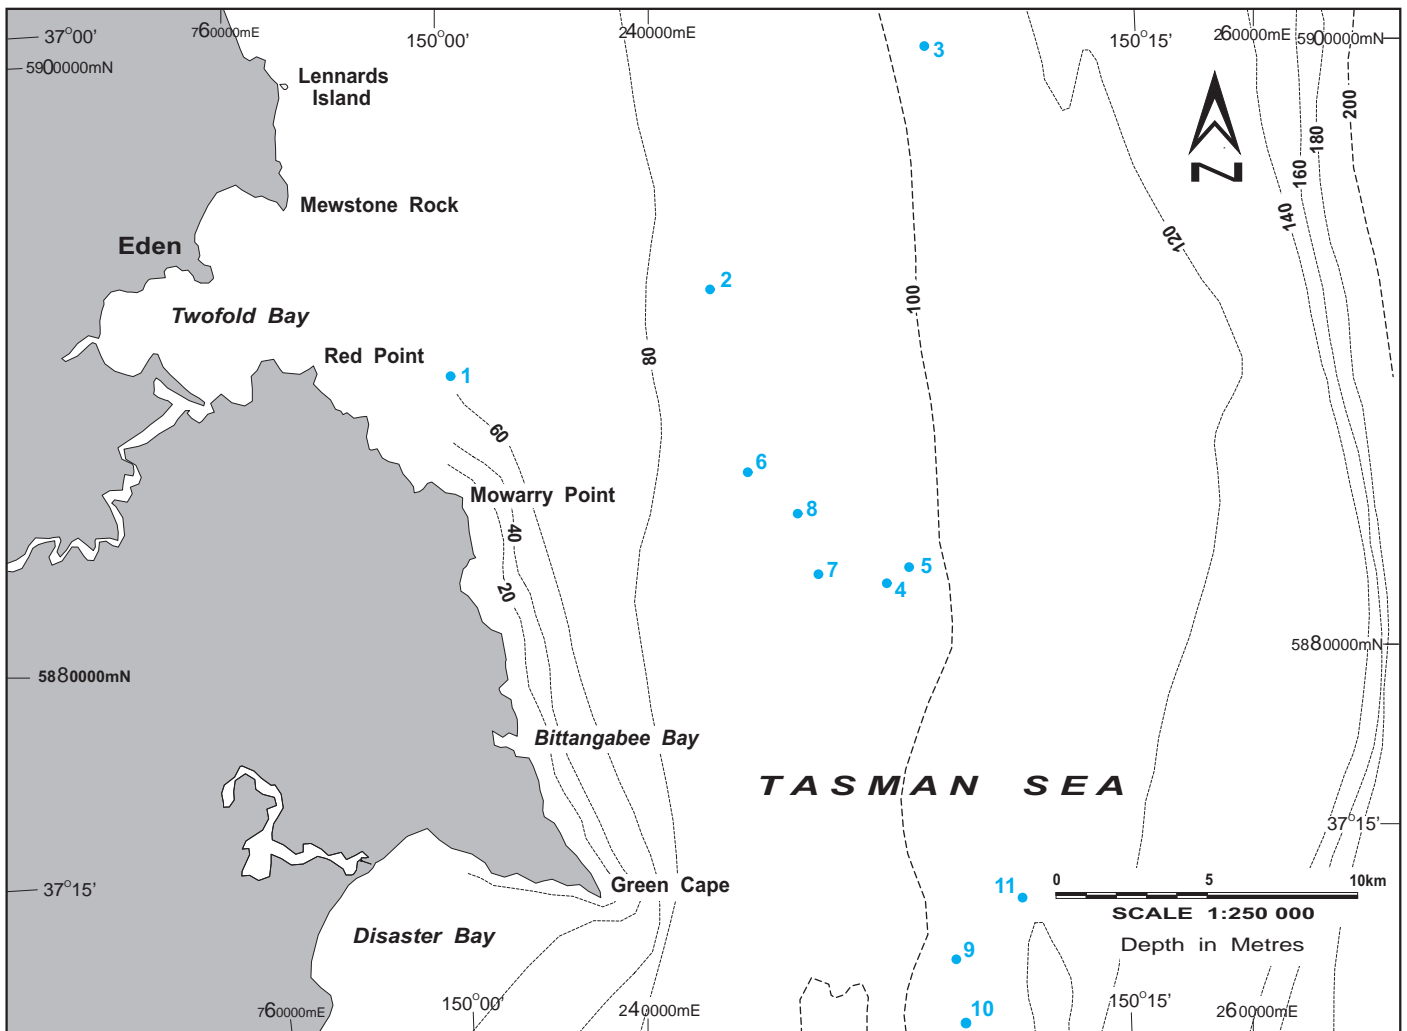 37°00’
760000mE
150°00’
240000mE
150°15’
260000mE
5900000mN
5900000mN
Lennards
Island
3
200
180
160
140
120
N
Mewstone Rock
Eden
2
100
Twofold Bay
Red Point
80
1
60
6
Mowarry Point
8
40
5
7
4
20
5880000mN
5880000mN
Bittangabee Bay
TASMAN SEA
37°15’
37°15’
Green Cape
11
0 5 10km
SCALE 1:250 000
Depth in Metres
Disaster Bay
9
10
760000mE
150°00’
240000mE
150°15’
260000mE